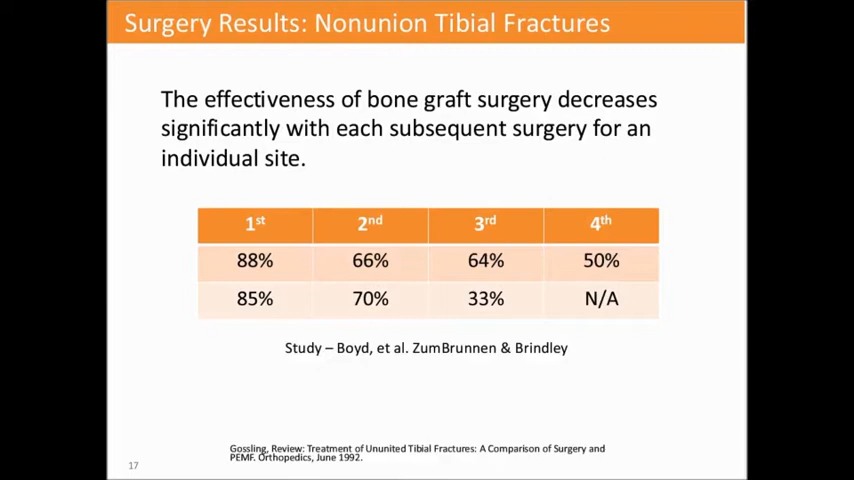 Surgery Results: Nonunion Tibial Fractures
The effectiveness of bone graft surgery decreases
significantly with each subsequent surgery for an
individual site.
1st 2nd 3rd 4th
88% 66% 64% 50%
85% 70% 33% N/A
Study – Boyd, et al. ZumBrunnen & Brindley
Gossling, Review: Treatment of Ununited Tibial Fractures: A Comparison of Surgery and
PEMF. Orthopedics, June 1992.
17